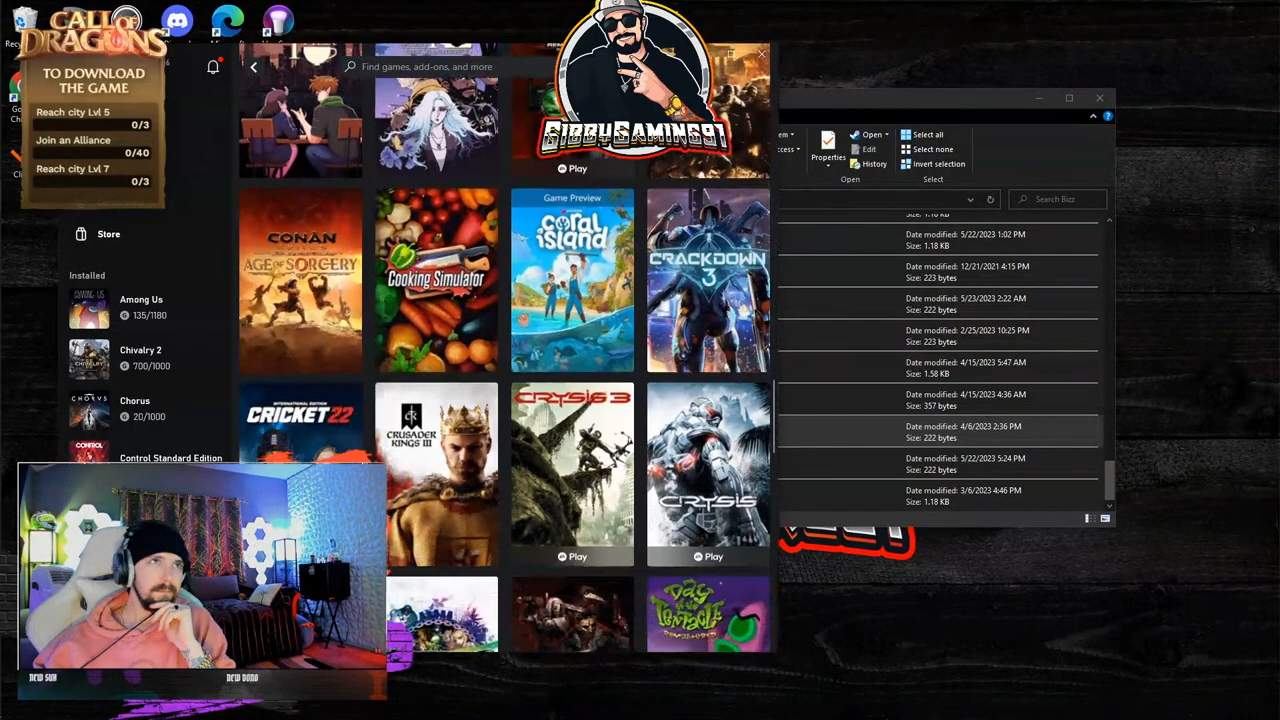 CALL OF
DRAGONS
TO DOWNLOAD
THE GAME
Reach city Lvl 5
0/3
Join an Alliance
0/40
Reach city Lvl 7
0/3
Store
Installed
Among Us
G 135/1180
Chivalry 2
G 700/1000
CHORUS
Chorus
G 20/1000
CONTROL
Control Standard Edition
Find games, add-ons, and more
GIBBYGAMING91
Play
CONAN
AGE OF SORCERY
Cooking Simulator
Game Preview
coral
island
CRACKDOWN
3
INTERNATIONAL EDITION
CRICKET 22
CRUSADER
KINGS III
CRYSIS 3
Play
CRYSIS
Play
DAY
OF THE
TENTACLE
REMASTERED
Properties
Open
Edit
History
Open
Select all
Select none
Invert selection
Select
Search Bizz
Date modified: 5/22/2023 1:02 PM
Size: 1.18 KB
Date modified: 12/21/2021 4:15 PM
Size: 223 bytes
Date modified: 5/23/2023 2:22 AM
Size: 222 bytes
Date modified: 2/25/2023 10:25 PM
Size: 223 bytes
Date modified: 4/15/2023 5:47 AM
Size: 1.58 KB
Date modified: 4/15/2023 4:36 AM
Size: 357 bytes
Date modified: 4/6/2023 2:36 PM
Size: 222 bytes
Date modified: 5/22/2023 5:24 PM
Size: 222 bytes
Date modified: 3/6/2023 4:46 PM
Size: 1.18 KB
NEW SUB
NEW DONO